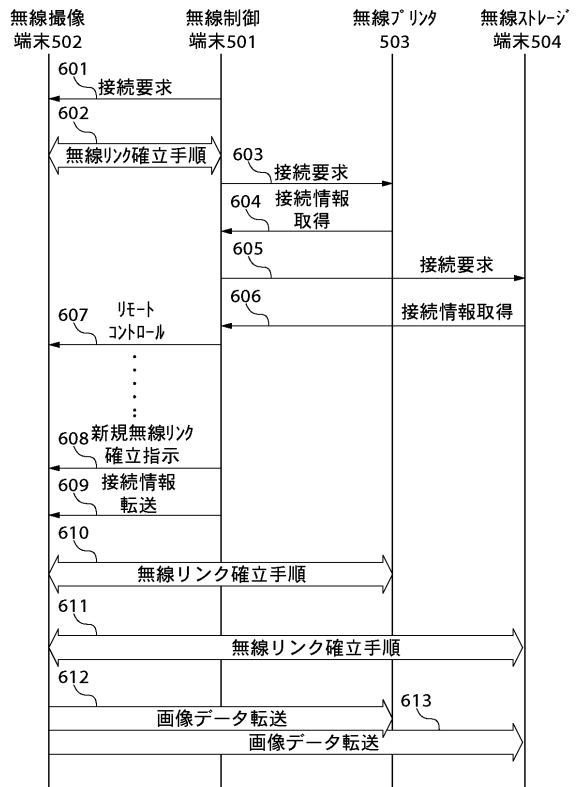 無線撮像
端末502
無線制御
端末501
無線ﾌﾟﾘﾝﾀ
503
無線ｽﾄﾚｰｼﾞ
端末504
601
接続要求
602
無線ﾘﾝｸ確立手順
603
接続要求
604
接続情報
取得
605
接続要求
606
接続情報取得
607
ﾘﾓｰﾄ
ｺﾝﾄﾛｰﾙ
608
新規無線ﾘﾝｸ
確立指示
609
接続情報
転送
610
無線リンク確立手順
611
無線リンク確立手順
612
画像データ転送
613
画像データ転送